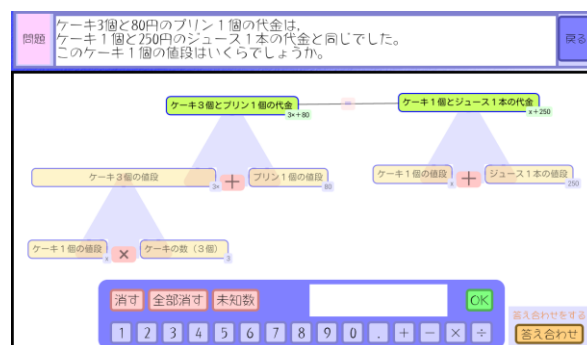 問題
ケーキ3個と80円のプリン1個の代金は,
ケーキ1個と250円のジュース1本の代金と同じでした。
このケーキ1個の値段はいくらでしょうか。
戻る
ケーキ3個とプリン1個の代金
3x+80
=
ケーキ1個とジュース1本の代金
x+250
ケーキ3個の値段
3x
+
プリン1個の値段
80
ケーキ1個の値段
x
+
ジュース1本の値段
250
ケーキ1個の値段
x
×
ケーキの数(3個)
3
消す 全部消す 未知数 OK
1 2 3 4 5 6 7 8 9 0 . + − × ÷
答え合わせをする
答え合わせ